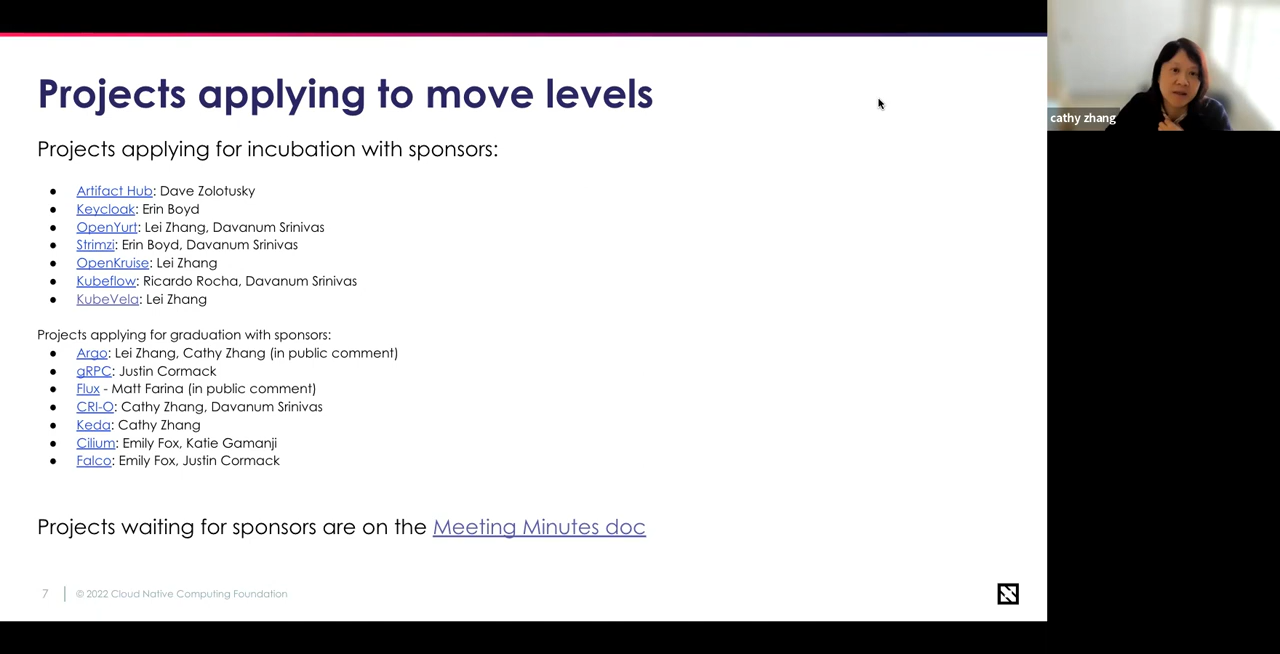 Projects applying to move levels
Projects applying for incubation with sponsors:
● Artifact Hub: Dave Zolotusky
● Keycloak: Erin Boyd
● OpenYurt: Lei Zhang, Davanum Srinivas
● Strimzi: Erin Boyd, Davanum Srinivas
● OpenKruise: Lei Zhang
● Kubeflow: Ricardo Rocha, Davanum Srinivas
● KubeVela: Lei Zhang
Projects applying for graduation with sponsors:
● Argo: Lei Zhang, Cathy Zhang (in public comment)
● gRPC: Justin Cormack
● Flux - Matt Farina (in public comment)
● CRI-O: Cathy Zhang, Davanum Srinivas
● Keda: Cathy Zhang
● Cilium: Emily Fox, Katie Gamanji
● Falco: Emily Fox, Justin Cormack
Projects waiting for sponsors are on the Meeting Minutes doc
7 | © 2022 Cloud Native Computing Foundation
cathy zhang